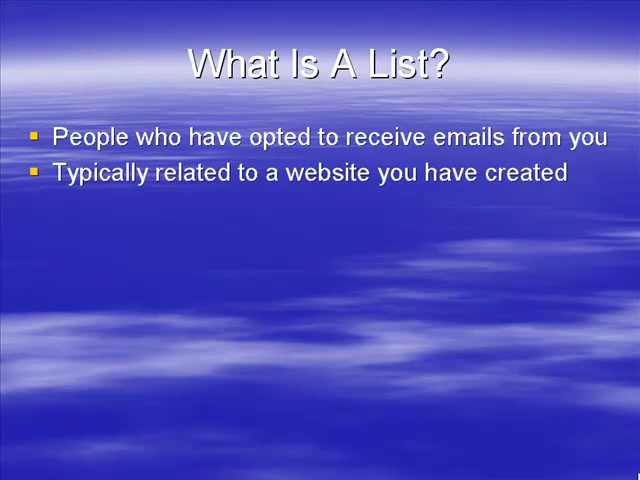 What Is A List?
People who have opted to receive emails from you
Typically related to a website you have created